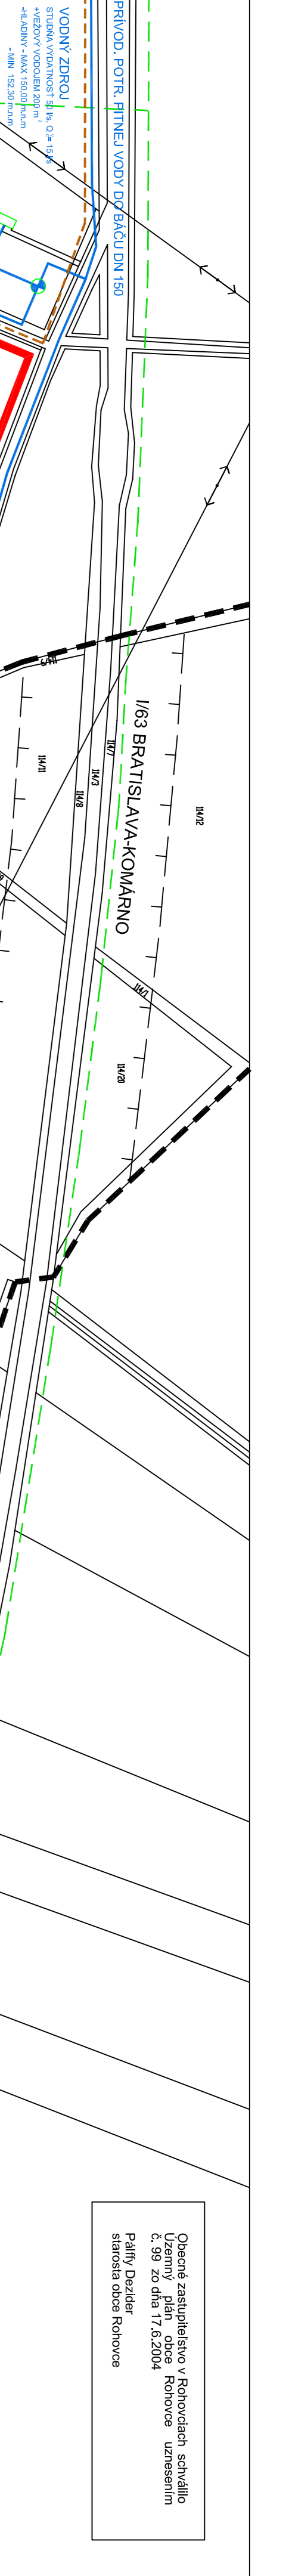 PRÍVOD. POTR. PITNEJ VODY DO BÁČU DN 150
VODNÝ ZDROJ
STUDŇA VÝDATNOSŤ 50 l/s, Q = 15 l/s
+VEŽOVÝ VODOJEM 200 m³
-HLADINY - MAX 150,00 m.n.m
- MIN 152,30 m.n.m
I/63 BRATISLAVA-KOMÁRNO
114/12
114/7
114/3
114/8
114/11
114/1
114/20
Obecné zastupiteľstvo v Rohovciach schválilo
Územný plán obce Rohovce uznesením
č. 99 zo dňa 17.6.2004
Pálffy Dezider
starosta obce Rohovce